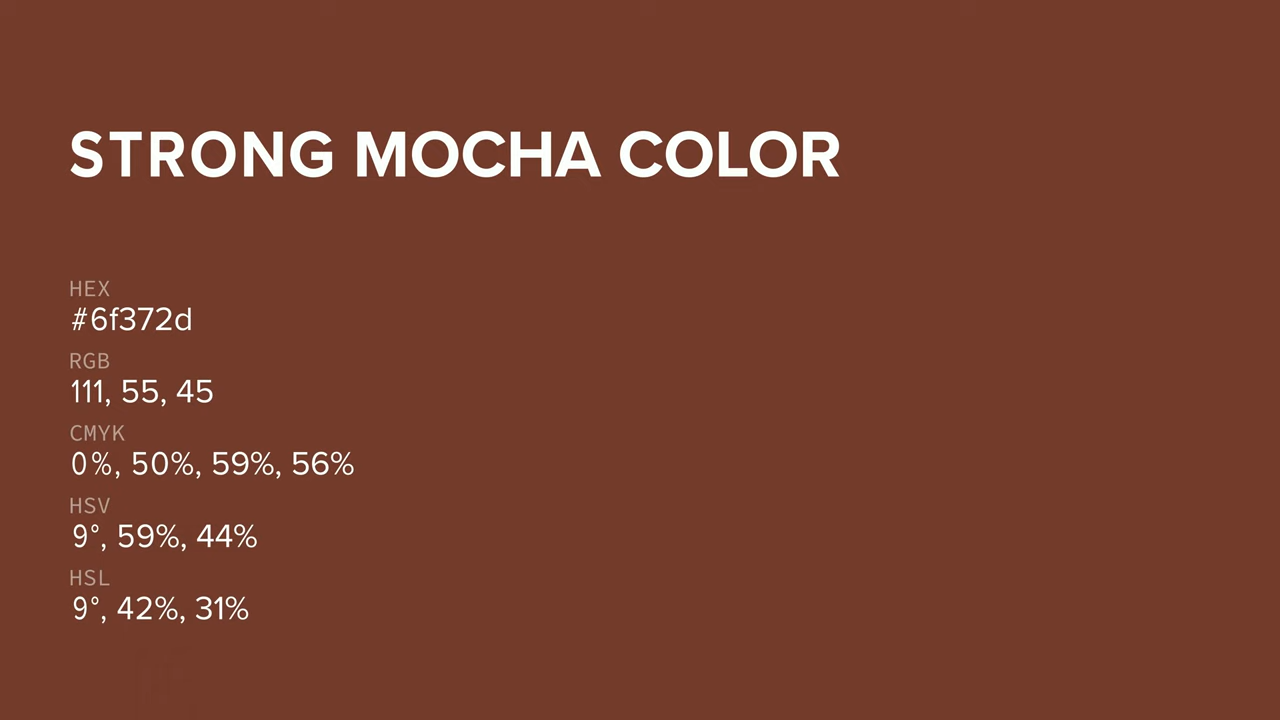 STRONG MOCHA COLOR
HEX
#6f372d
RGB
111, 55, 45
CMYK
0%, 50%, 59%, 56%
HSV
9°, 59%, 44%
HSL
9°, 42%, 31%